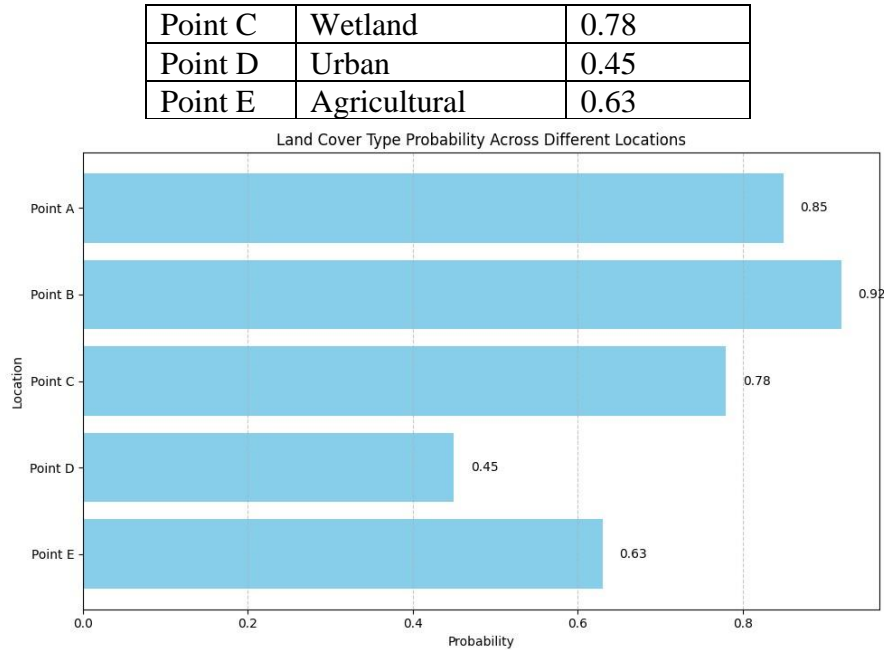 Point C Wetland 0.78
Point D Urban 0.45
Point E Agricultural 0.63
Land Cover Type Probability Across Different Locations
Point A 0.85
Point B 0.92
Point C 0.78
Point D 0.45
Point E 0.63
Location
0.0 0.2 0.4 0.6 0.8
Probability